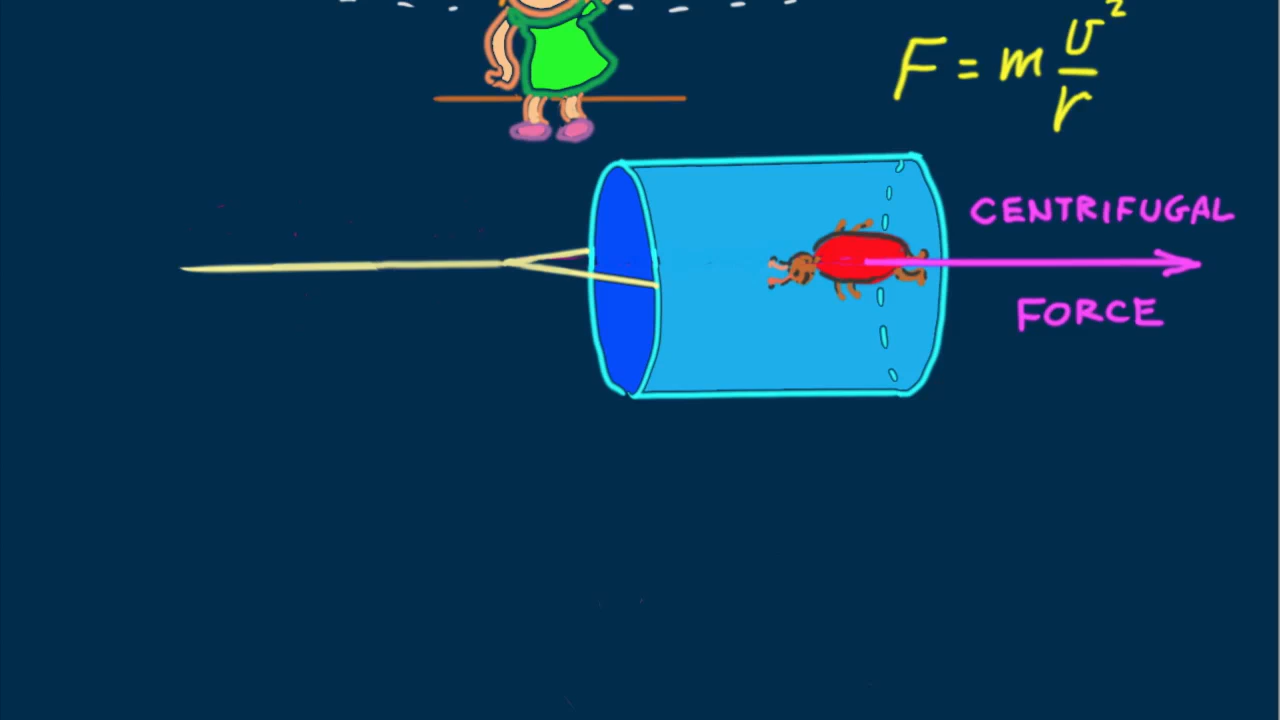 F = m v²/r
CENTRIFUGAL
FORCE